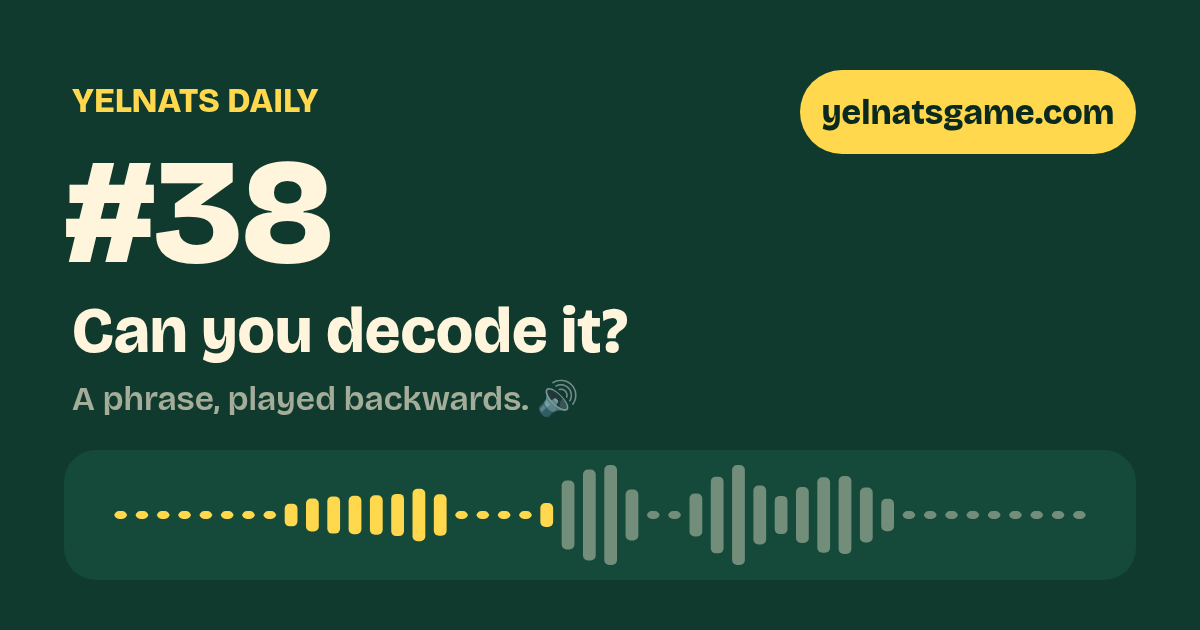 YELNATS DAILY
yelnatsgame.com
#38
Can you decode it?
A phrase, played backwards. 🔊